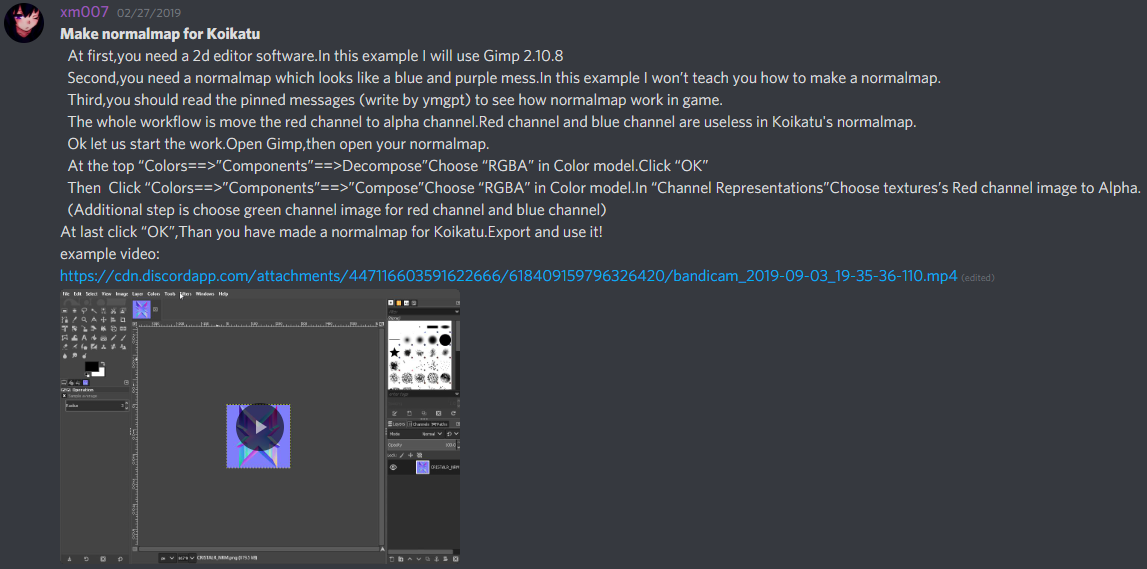 xm007 02/27/2019
Make normalmap for Koikatu
At first,you need a 2d editor software.In this example I will use Gimp 2.10.8
Second,you need a normalmap which looks like a blue and purple mess.In this example I won't teach you how to make a normalmap.
Third,you should read the pinned messages (write by ymgpt) to see how normalmap work in game.
The whole workflow is move the red channel to alpha channel.Red channel and blue channel are useless in Koikatu's normalmap.
Ok let us start the work.Open Gimp,then open your normalmap.
At the top “Colors==>”Components”==>Decompose”Choose “RGBA” in Color model.Click “OK”
Then  Click “Colors==>”Components”==>”Compose”Choose “RGBA” in Color model.In “Channel Representations”Choose textures's Red channel image to Alpha.
(Additional step is choose green channel image for red channel and blue channel)
At last click “OK”,Than you have made a normalmap for Koikatu.Export and use it!
example video:
https://cdn.discordapp.com/attachments/447116603591622666/618409159796326420/bandicam_2019-09-03_19-35-36-110.mp4 (edited)
File Edit Select View Image Layer Colors Tools Filters Windows Help